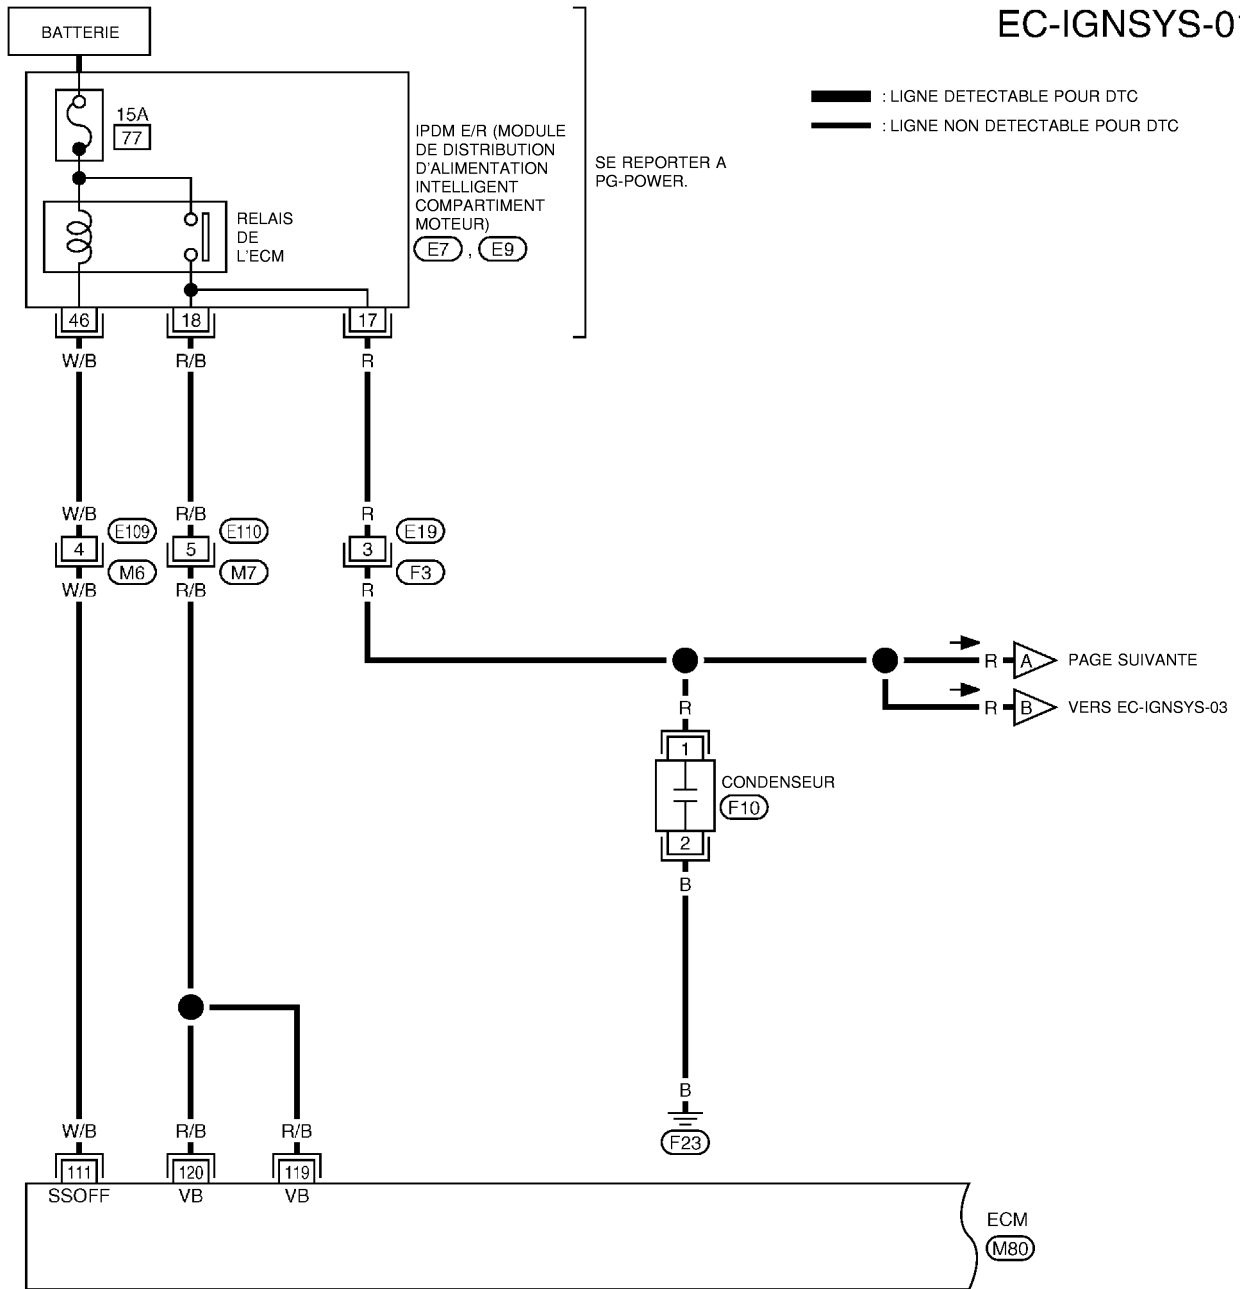 EC-IGNSYS-01
BATTERIE
: LIGNE DETECTABLE POUR DTC
: LIGNE NON DETECTABLE POUR DTC
15A
77
IPDM E/R (MODULE
DE DISTRIBUTION
D'ALIMENTATION
INTELLIGENT
COMPARTIMENT
MOTEUR)
E7 , E9
SE REPORTER A
PG-POWER.
RELAIS
DE
L'ECM
46 18 17
W/B R/B R
W/B R/B R
4 E109 5 E110 3 E19
M6 M7 F3
W/B R/B R
R A PAGE SUIVANTE
R B VERS EC-IGNSYS-03
R
1
CONDENSEUR
F10
2
B
B
F23
W/B R/B R/B
111 120 119
SSOFF VB VB
ECM
M80